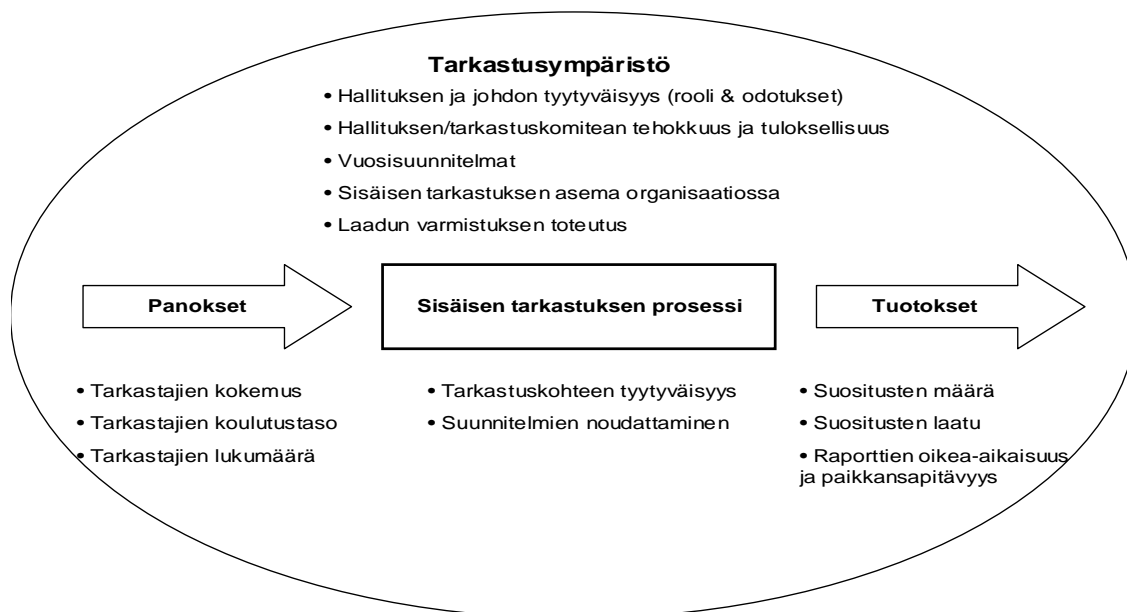 Tarkastusympäristö
• Hallituksen ja johdon tyytyväisyys (rooli & odotukset)
• Hallituksen/tarkastuskomitean tehokkuus ja tuloksellisuus
• Vuosisuunnitelmat
• Sisäisen tarkastuksen asema organisaatiossa
• Laadun varmistuksen toteutus
Panokset
Sisäisen tarkastuksen prosessi
Tuotokset
• Tarkastajien kokemus
• Tarkastajien koulutustaso
• Tarkastajien lukumäärä
• Tarkastuskohteen tyytyväisyys
• Suunnitelmien noudattaminen
• Suositusten määrä
• Suositusten laatu
• Raporttien oikea-aikaisuus
ja paikkansapitävyys